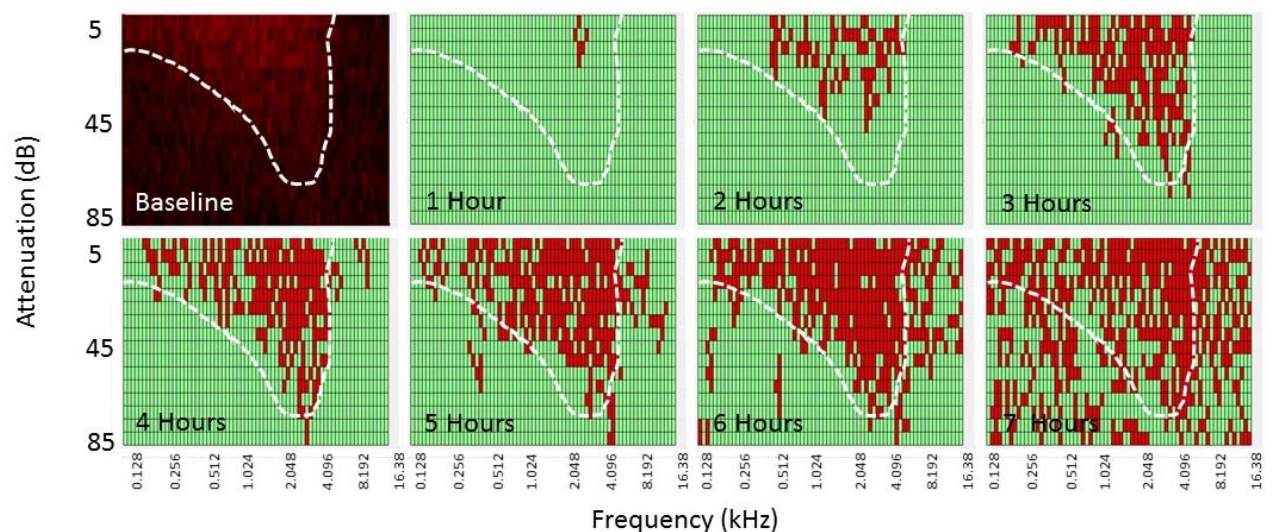 Attenuation (dB)
5
45
85
Baseline
1 Hour
2 Hours
3 Hours
5
45
85
4 Hours
5 Hours
6 Hours
7 Hours
0.128 0.256 0.512 1.024 2.048 4.096 8.192 16.38
0.128 0.256 0.512 1.024 2.048 4.096 8.192 16.38
0.128 0.256 0.512 1.024 2.048 4.096 8.192 16.38
0.128 0.256 0.512 1.024 2.048 4.096 8.192 16.38
Frequency (kHz)